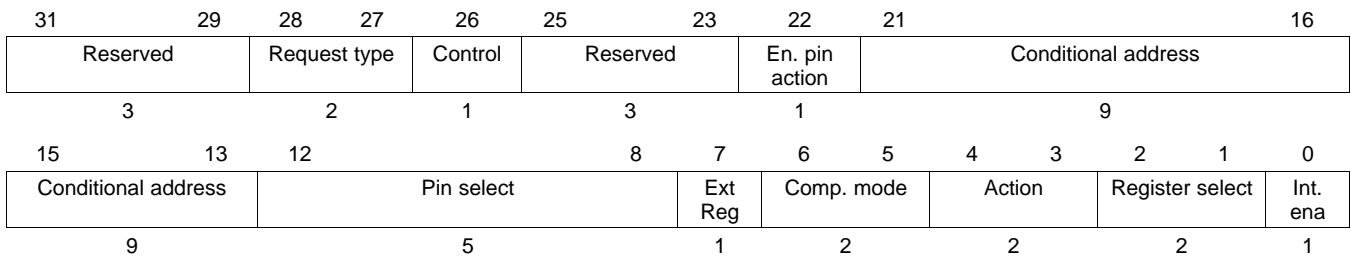 31 29 28 27 26 25 23 22 21 16
Reserved Request type Control Reserved En. pin Conditional address
action
3 2 1 3 1 9
15 13 12 8 7 6 5 4 3 2 1 0
Conditional address Pin select Ext Comp. mode Action Register select Int.
Reg ena
9 5 1 2 2 2 1